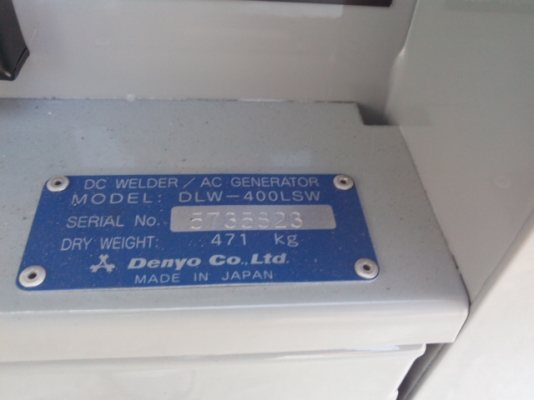 DC WELDER / AC GENERATOR
MODEL: DLW-400LSW
SERIAL No.
DRY WEIGHT: 471 kg
Denyo Co., Ltd.
MADE IN JAPAN